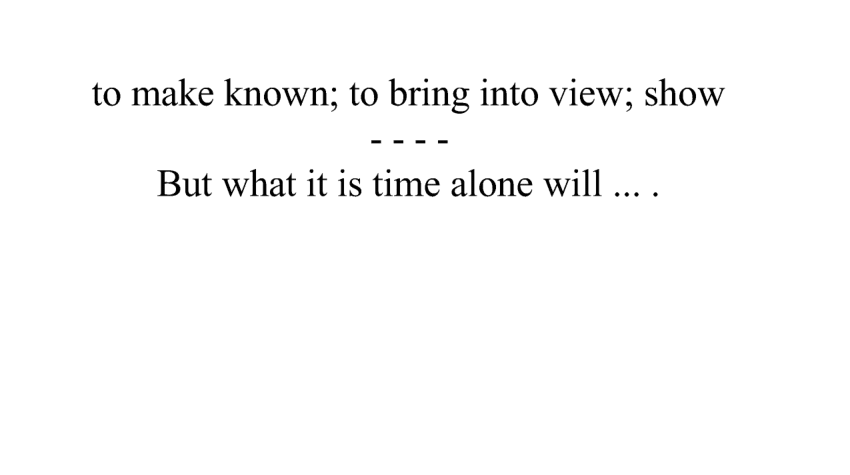 to make known; to bring into view; show
- - - -
But what it is time alone will ... .